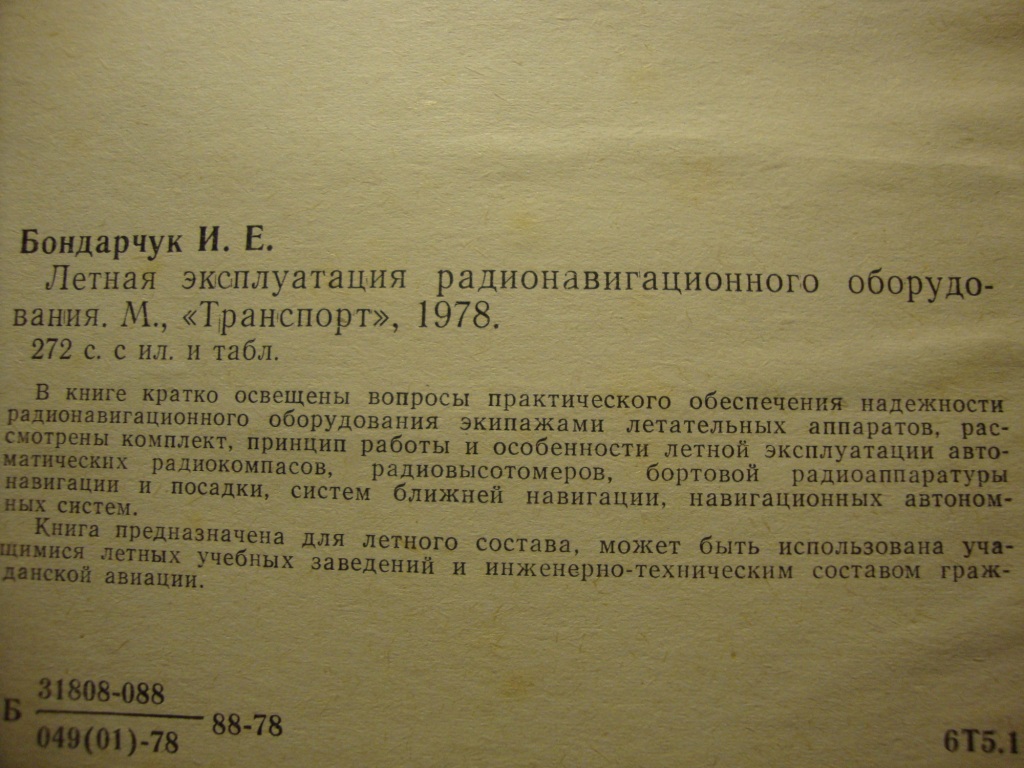 Бондарчук И. Е.
Летная эксплуатация радионавигационного оборудо-
вания. М., «Транспорт», 1978.
272 с. с ил. и табл.
В книге кратко освещены вопросы практического обеспечения надежности
радионавигационного оборудования экипажами летательных аппаратов, рас-
смотрены комплект, принцип работы и особенности летной эксплуатации авто-
матических радиокомпасов, радиовысотомеров, бортовой радиоаппаратуры
навигации и посадки, систем ближней навигации, навигационных автоном-
ных систем.
Книга предназначена для летного состава, может быть использована уча-
щимися летных учебных заведений и инженерно-техническим составом граж-
данской авиации.
Б 31808-088
049(01)-78 88-78
6Т5.1